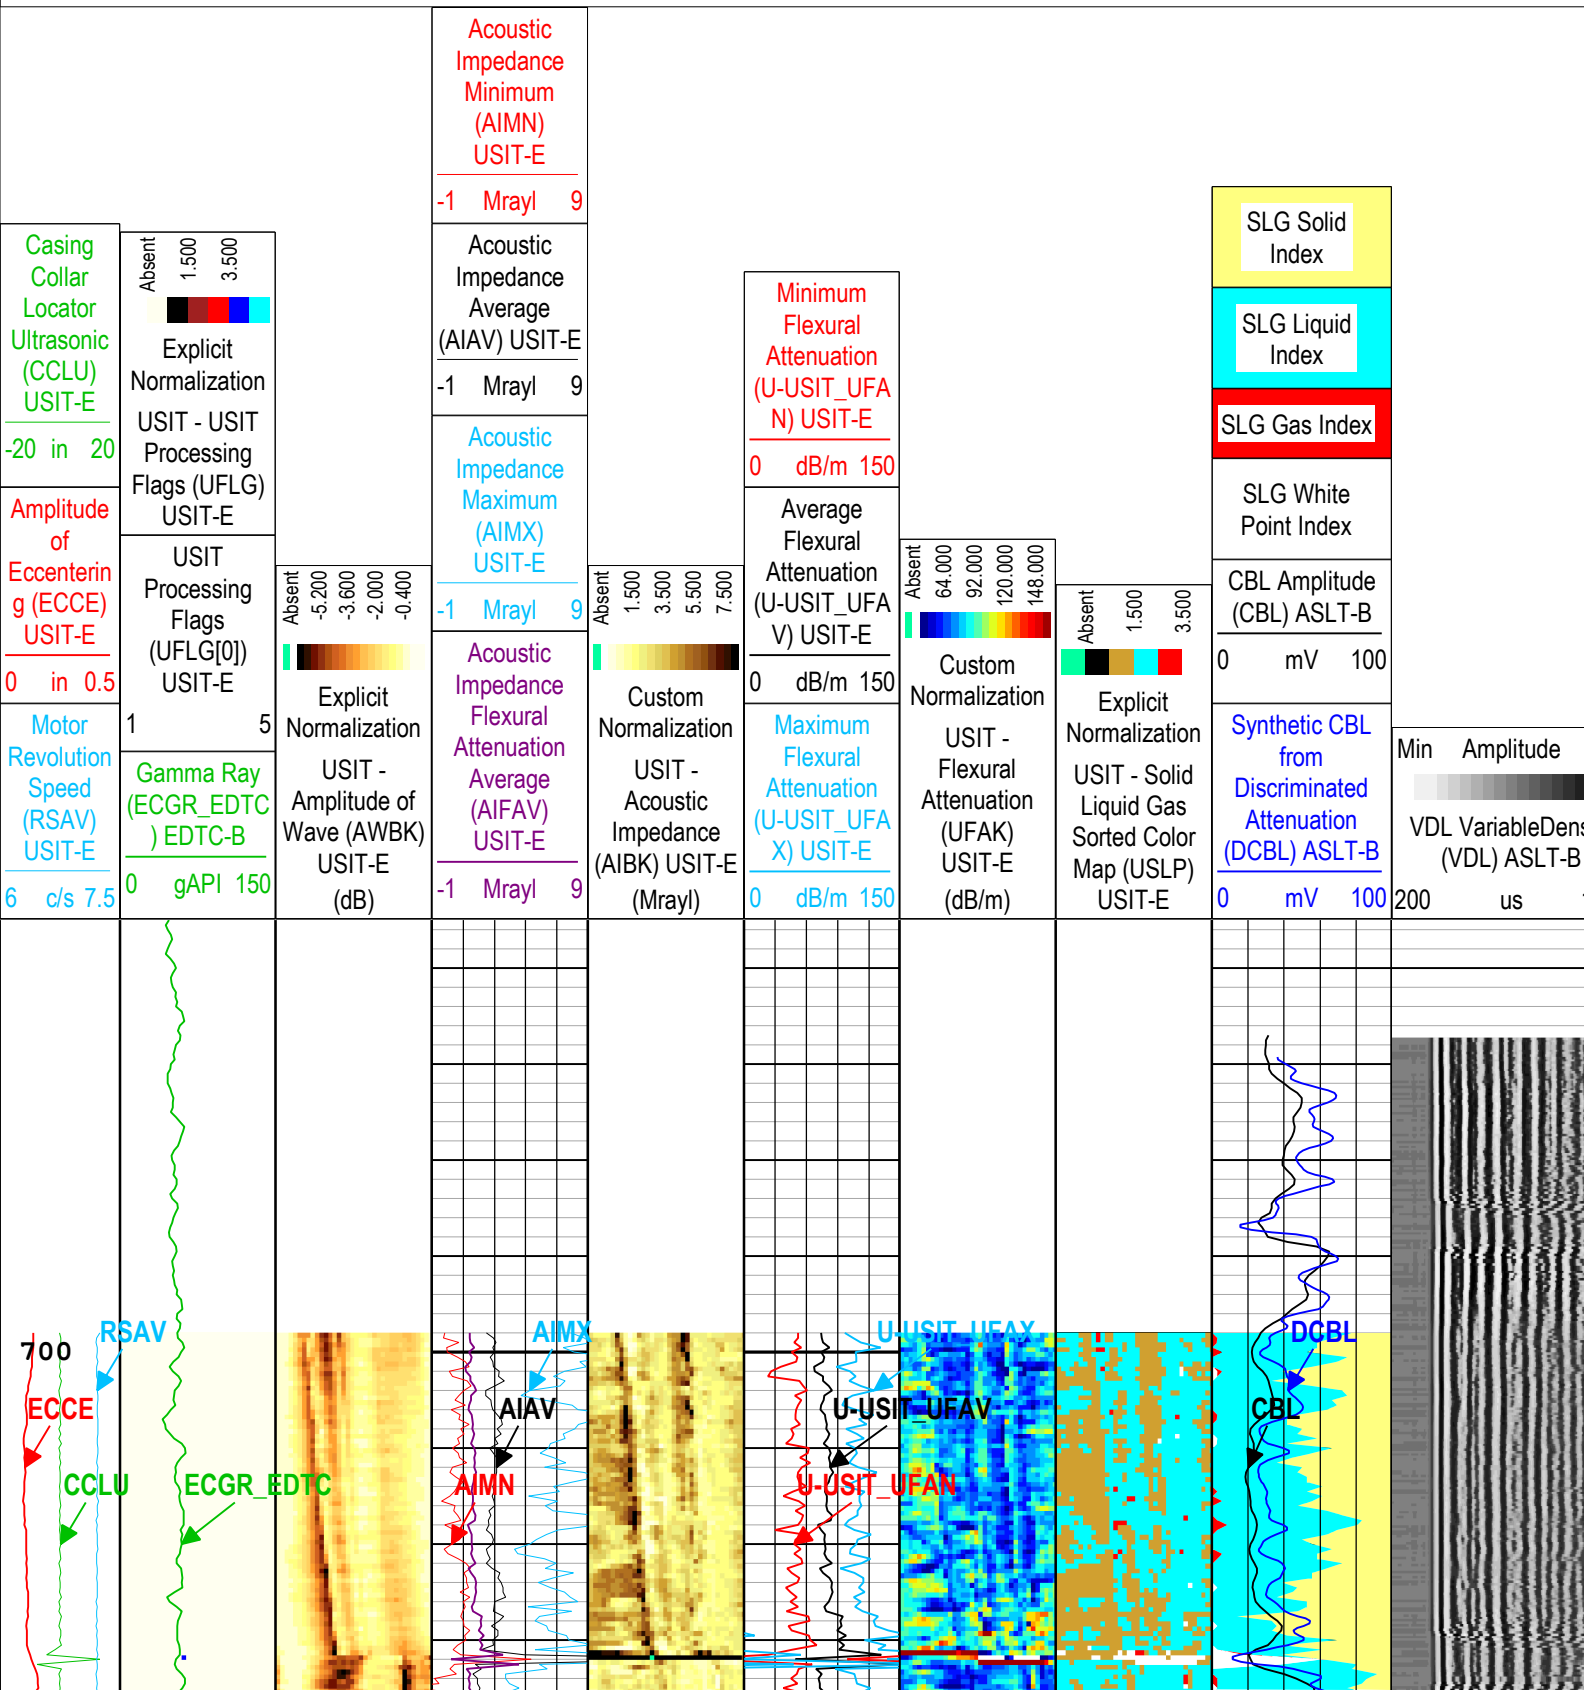 Casing
Collar
Locator
Ultrasonic
(CCLU)
USIT-E
-20 in 20
Amplitude
of
Eccenterin
g (ECCE)
USIT-E
0 in 0.5
Motor
Revolution
Speed
(RSAV)
USIT-E
6 c/s 7.5
Absent 1.500 3.500
Explicit
Normalization
USIT - USIT
Processing
Flags (UFLG)
USIT-E
USIT
Processing
Flags
(UFLG[0])
USIT-E
1 5
Gamma Ray
(ECGR_EDTC
) EDTC-B
0 gAPI 150
Absent -5.200 -3.600 -2.000 -0.400
Explicit
Normalization
USIT -
Amplitude of
Wave (AWBK)
USIT-E
(dB)
Acoustic
Impedance
Minimum
(AIMN)
USIT-E
-1 Mrayl 9
Acoustic
Impedance
Average
(AIAV) USIT-E
-1 Mrayl 9
Acoustic
Impedance
Maximum
(AIMX)
USIT-E
-1 Mrayl 9
Acoustic
Impedance
Flexural
Attenuation
Average
(AIFAV)
USIT-E
-1 Mrayl 9
Absent 1.500 3.500 5.500 7.500
Custom
Normalization
USIT -
Acoustic
Impedance
(AIBK) USIT-E
(Mrayl)
Minimum
Flexural
Attenuation
(U-USIT_UFA
N) USIT-E
0 dB/m 150
Average
Flexural
Attenuation
(U-USIT_UFA
V) USIT-E
0 dB/m 150
Maximum
Flexural
Attenuation
(U-USIT_UFA
X) USIT-E
0 dB/m 150
Absent 64.000 92.000 120.000 148.000
Custom
Normalization
USIT -
Flexural
Attenuation
(UFAK)
USIT-E
(dB/m)
Absent 1.500 3.500
Explicit
Normalization
USIT - Solid
Liquid Gas
Sorted Color
Map (USLP)
USIT-E
SLG Solid
Index
SLG Liquid
Index
SLG Gas Index
SLG White
Point Index
CBL Amplitude
(CBL) ASLT-B
0 mV 100
Synthetic CBL
from
Discriminated
Attenuation
(DCBL) ASLT-B
0 mV 100
Min Amplitude
VDL VariableDens
(VDL) ASLT-B
200 us
700
RSAV
ECCE
CCLU
ECGR_EDTC
AIMX
AIAV
AIMN
U-USIT_UFAX
U-USIT_UFAV
U-USIT_UFAN
DCBL
CBL